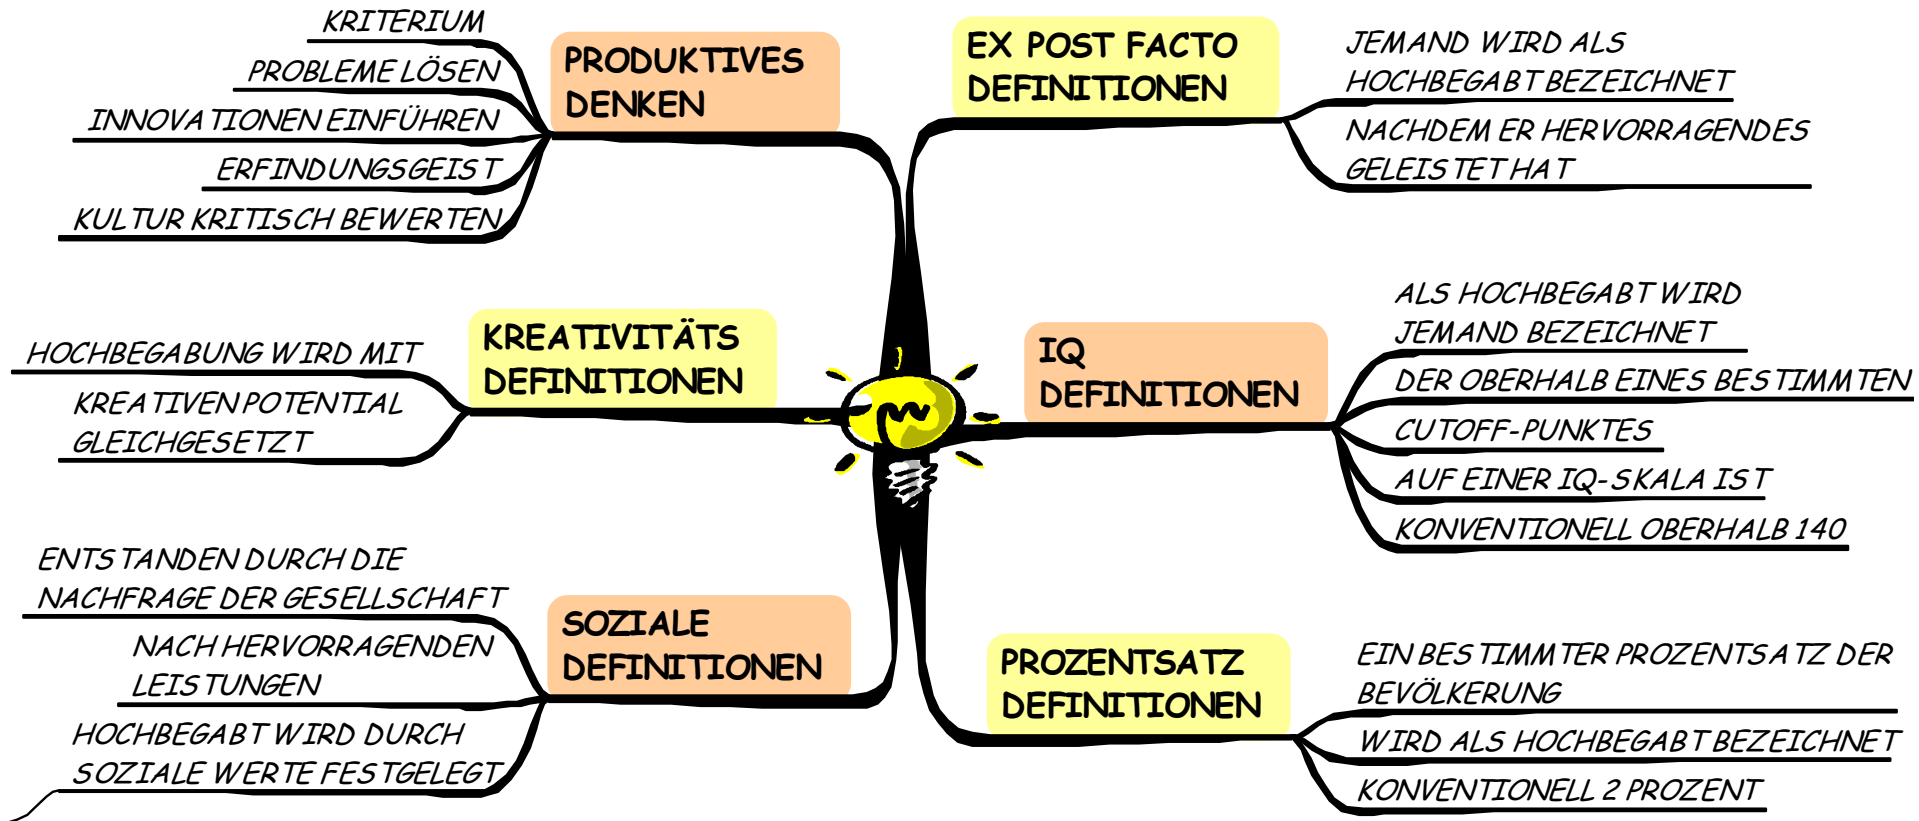 PRODUKTIVES
DENKEN
KRITERIUM
PROBLEME LÖSEN
INNOVATIONEN EINFÜHREN
ERFINDUNGSGEIST
KULTUR KRITISCH BEWERTEN
KREATIVITÄTS
DEFINITIONEN
HOCHBEGABUNG WIRD MIT
KREATIVEN POTENTIAL
GLEICHGESETZT
SOZIALE
DEFINITIONEN
ENTSTANDEN DURCH DIE
NACHFRAGE DER GESELLSCHAFT
NACH HERVORRAGENDEN
LEISTUNGEN
HOCHBEGABT WIRD DURCH
SOZIALE WERTE FESTGELEGT
EX POST FACTO
DEFINITIONEN
JEMAND WIRD ALS
HOCHBEGABT BEZEICHNET
NACHDEM ER HERVORRAGENDES
GELEISTET HAT
IQ
DEFINITIONEN
ALS HOCHBEGABT WIRD
JEMAND BEZEICHNET
DER OBERHALB EINES BESTIMMTEN
CUTOFF-PUNKTES
AUF EINER IQ-SKALA IST
KONVENTIONELL OBERHALB 140
PROZENTSATZ
DEFINITIONEN
EIN BESTIMMTER PROZENTSATZ DER
BEVÖLKERUNG
WIRD ALS HOCHBEGABT BEZEICHNET
KONVENTIONELL 2 PROZENT